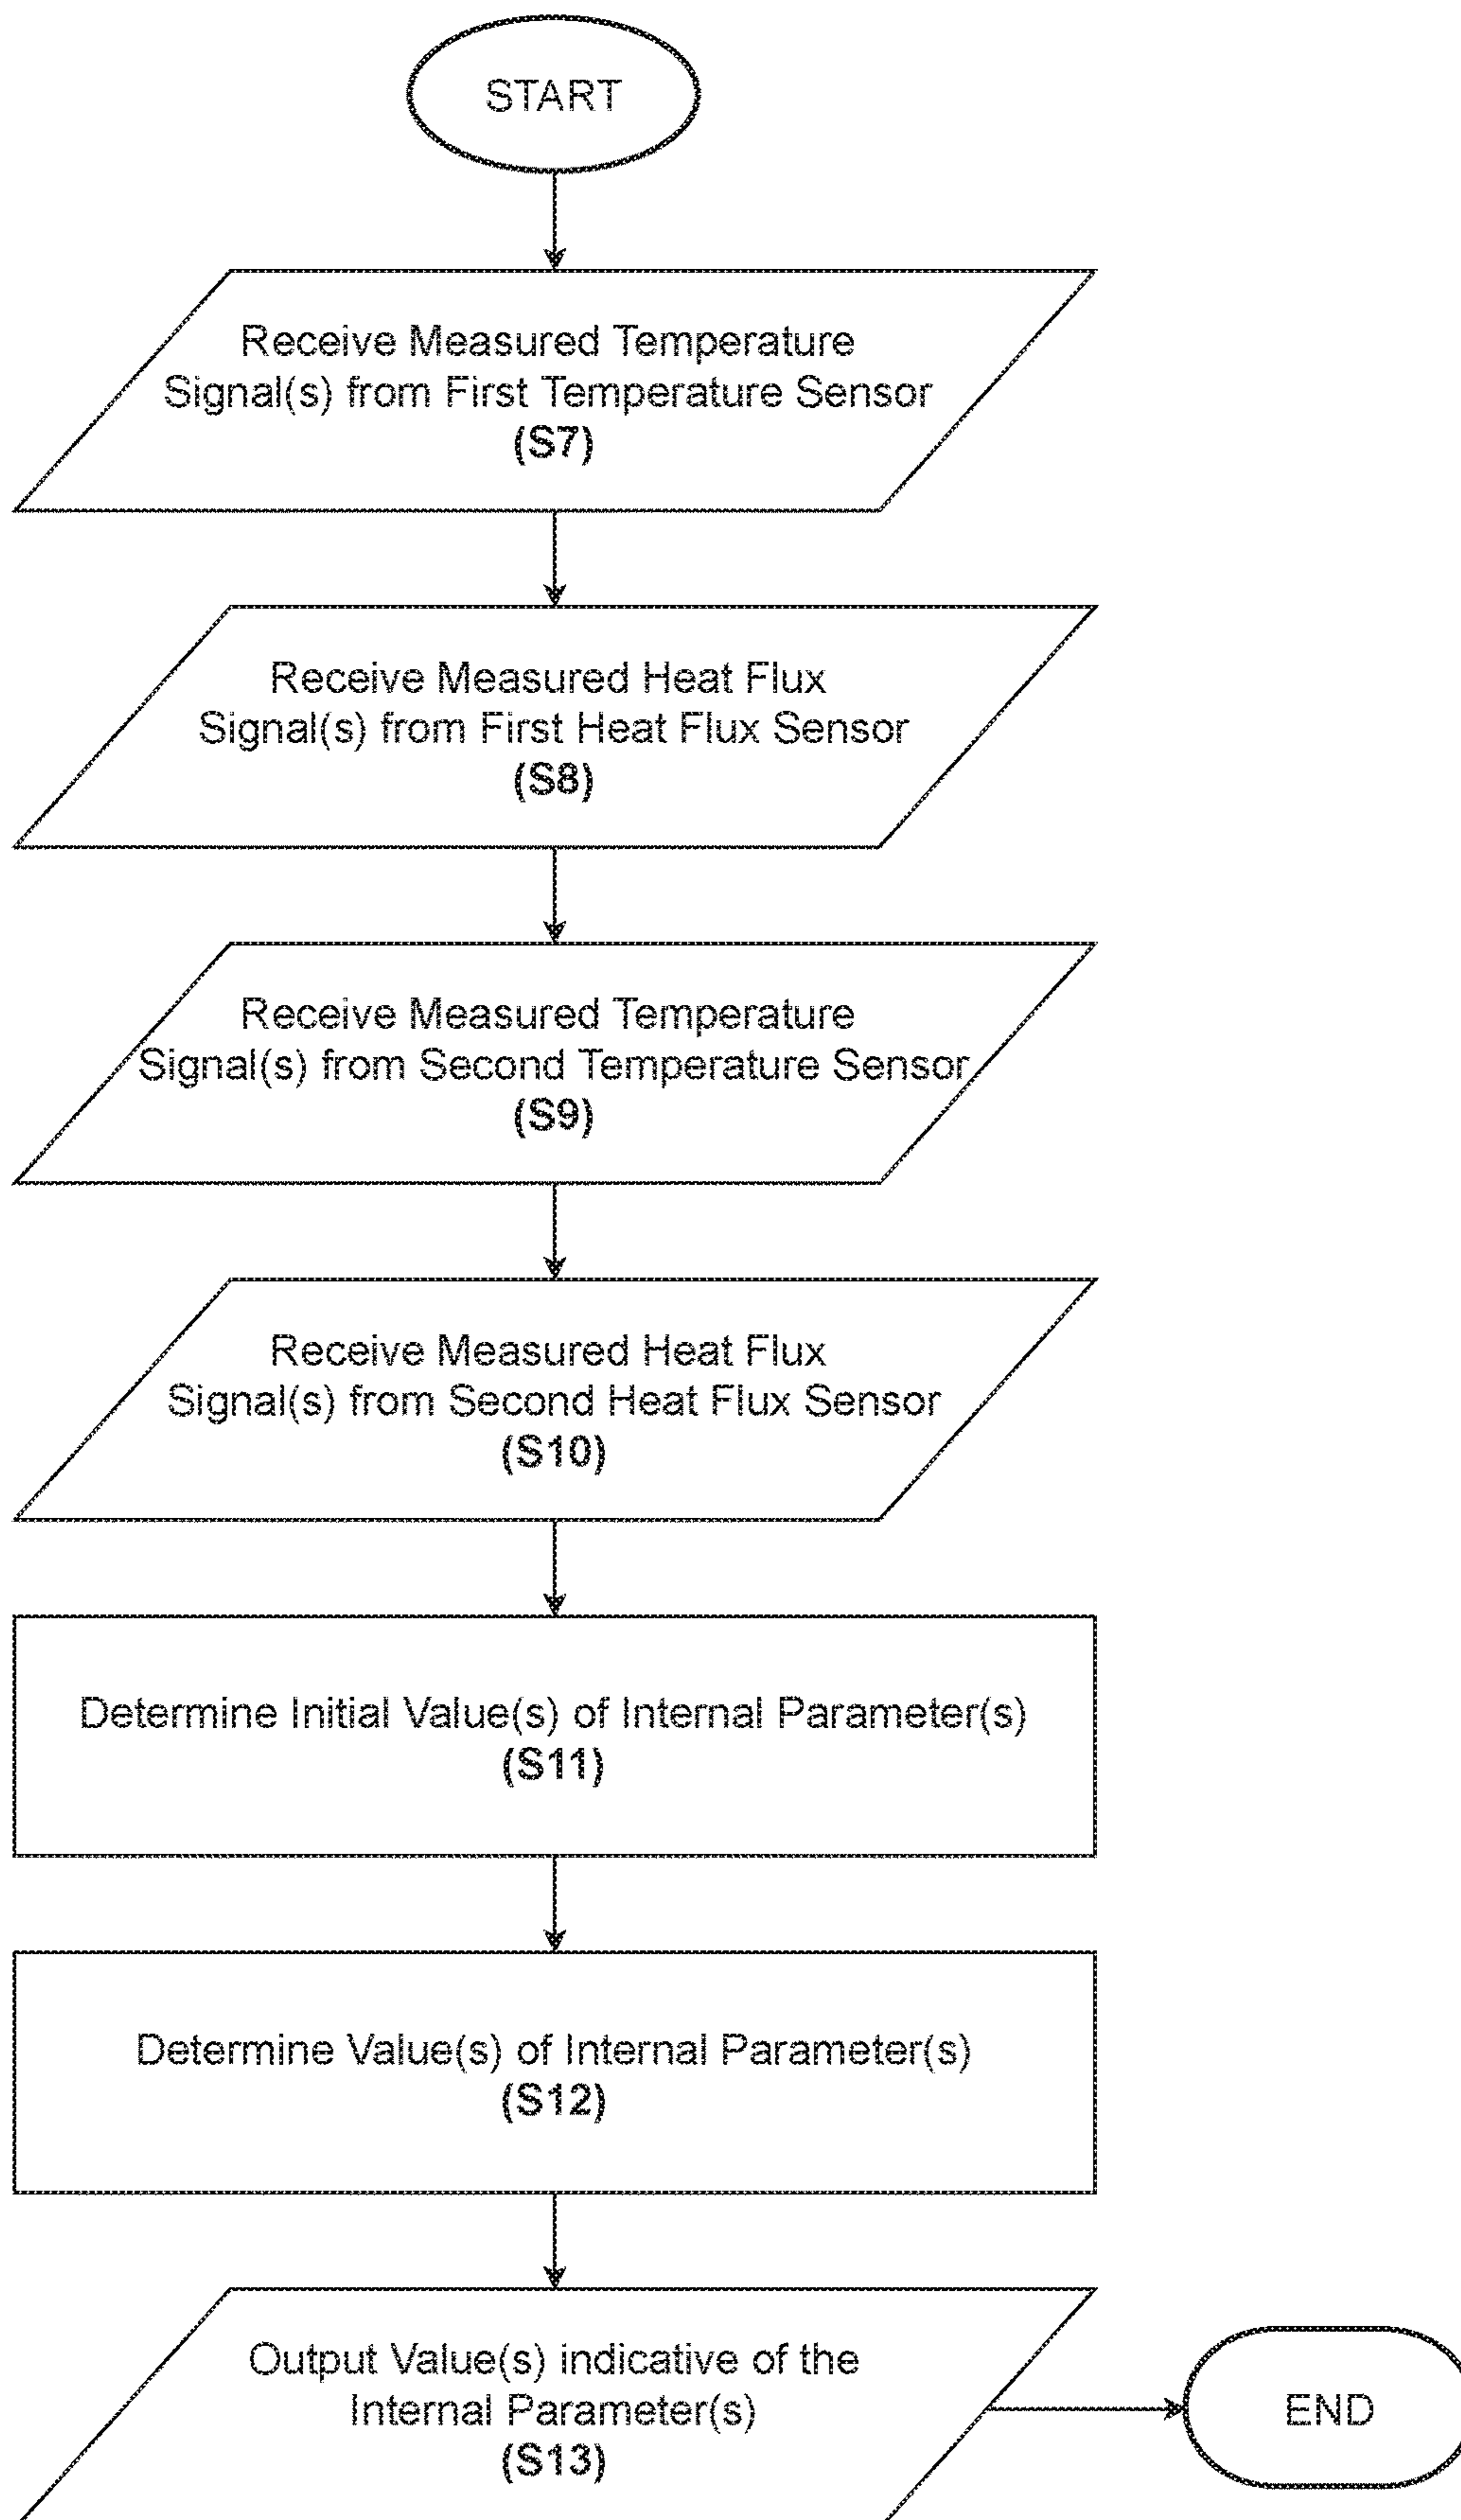 START
Receive Measured Temperature
Signal(s) from First Temperature Sensor
(S7)
Receive Measured Heat Flux
Signal(s) from First Heat Flux Sensor
(S8)
Receive Measured Temperature
Signal(s) from Second Temperature Sensor
(S9)
Receive Measured Heat Flux
Signal(s) from Second Heat Flux Sensor
(S10)
Determine Initial Value(s) of Internal Parameter(s)
(S11)
Determine Value(s) of Internal Parameter(s)
(S12)
Output Value(s) indicative of the
Internal Parameter(s)
(S13)
END